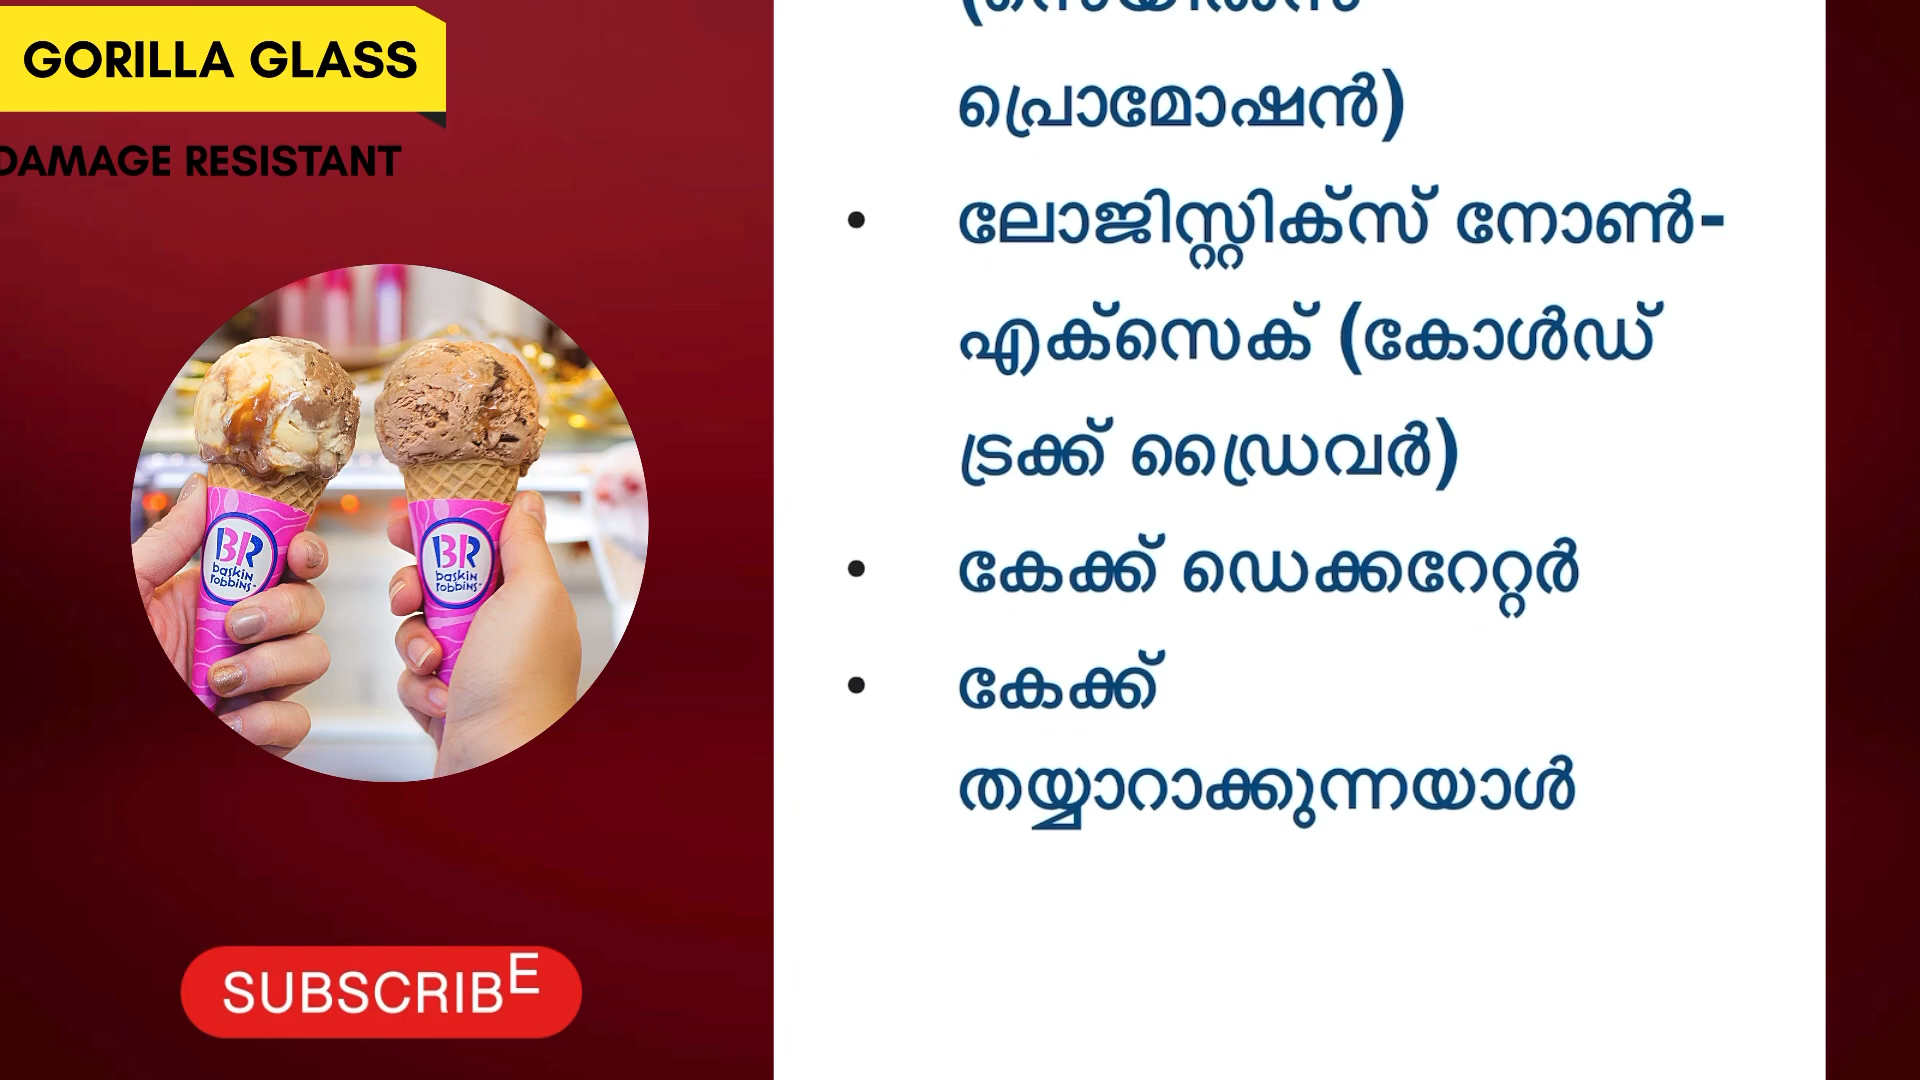 GORILLA GLASS
DAMAGE RESISTANT
BR
baskin
robbins
BR
baskin
robbins
SUBSCRIBE
പ്രൊമോഷൻ)
• ലോജിസ്റ്റിക്സ് നോൺ-
എക്സെക് (കോൾഡ്
ട്രക്ക് ഡ്രൈവർ)
• കേക്ക് ഡെക്കറേറ്റർ
• കേക്ക്
തയ്യാറാക്കുന്നയാൾ